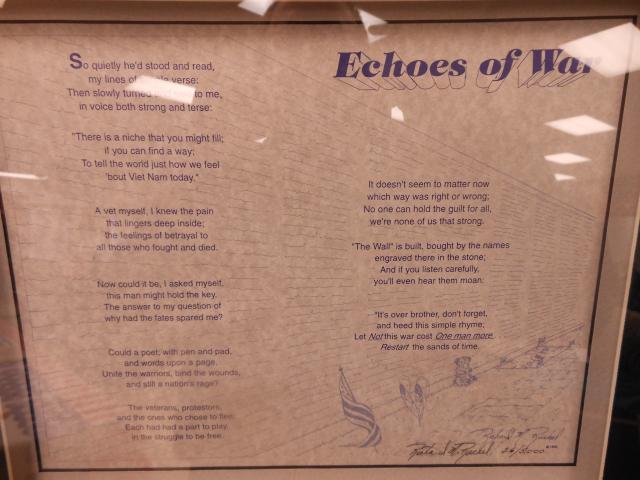 Echoes of War
So quietly he'd stood and read,
my lines of verse;
Then slowly turned to me,
in voice both strong and terse:
"There is a niche that you might fill;
if you can find a way;
To tell the world just how we feel
'bout Viet Nam today."
A vet myself, I knew the pain
that lingers deep inside;
the feelings of betrayal to
all those who fought and died.
Now could it be, I asked myself,
this man might hold the key.
The answer to my question of
why had the fates spared me?
Could a poet; with pen and pad,
and words upon a page,
Unite the warriors, bind the wounds,
and still a nation's rage?
The veterans, protestors,
and the ones who chose to flee,
Each had had a part to play
in the struggle to be free.
It doesn't seem to matter now
which way was right or wrong;
No one can hold the guilt for all,
we're none of us that strong.
"The Wall" is built, bought by the names
engraved there in the stone;
And if you listen carefully,
you'll even hear them moan:
"It's over brother, don't forget,
and heed this simple rhyme;
Let Not this war cost One man more,
Restart the sands of time.